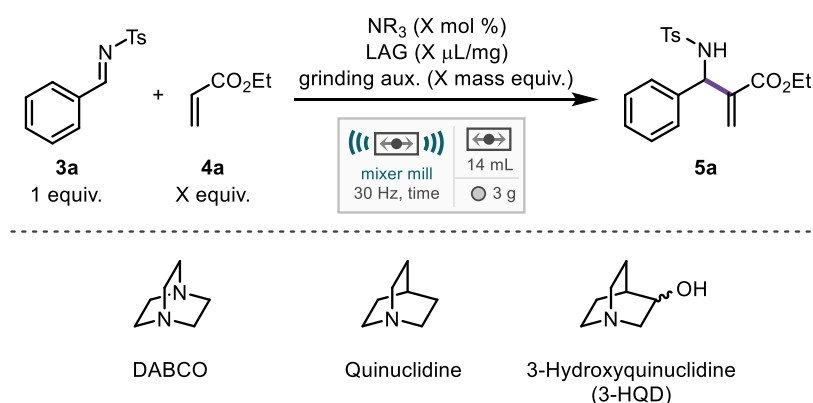 NR3 (X mol %)
LAG (X μL/mg)
grinding aux. (X mass equiv.)
Ts
N
+
CO2Et
Ts
N
NH
CO2Et
mixer mill
30 Hz, time
14 mL
3 g
3a
4a
5a
1 equiv.
X equiv.
N
N
N
N
OH
DABCO
Quinuclidine
3-Hydroxyquinuclidine
(3-HQD)